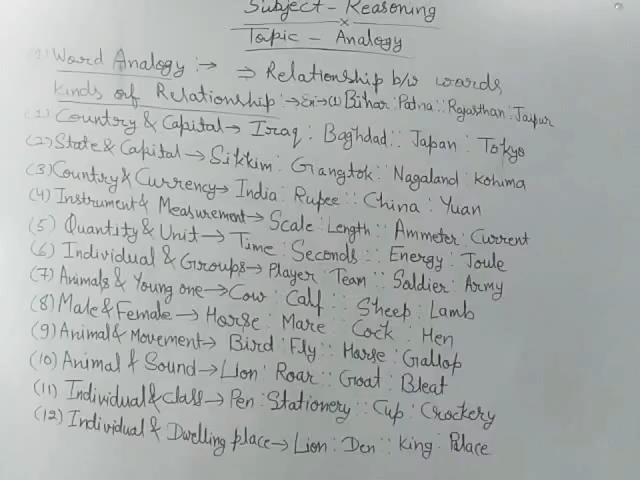 Subject - Reasoning
×
Topic - Analogy
(1) Word Analogy :→ ⇒ Relationship b/w words
Kinds of Relationship :→ Ex→(1) Bihar : Patna :: Rajasthan : Jaipur
(1) Country & Capital → Iraq : Baghdad :: Japan : Tokyo
(2) State & Capital → Sikkim : Gangtok : Nagaland : Kohima
(3) Country & Currency → India : Rupee :: China : Yuan
(4) Instrument & Measurement → Scale : Length :: Ammeter : Current
(5) Quantity & Unit → Time : Seconds :: Energy : Joule
(6) Individual & Groups → Player : Team :: Saldier : Army
(7) Animals & Young one → Cow : Calf :: Sheep : Lamb
(8) Male & Female → Horse : Mare :: Cock : Hen
(9) Animal & Movement → Bird : Fly :: Horse : Gallop
(10) Animal & Sound → Lion : Roar :: Goat : Bleat
(11) Individual & class → Pen : Stationery :: Cup : Crockery
(12) Individual & Dwelling place → Lion : Den :: King : Palace